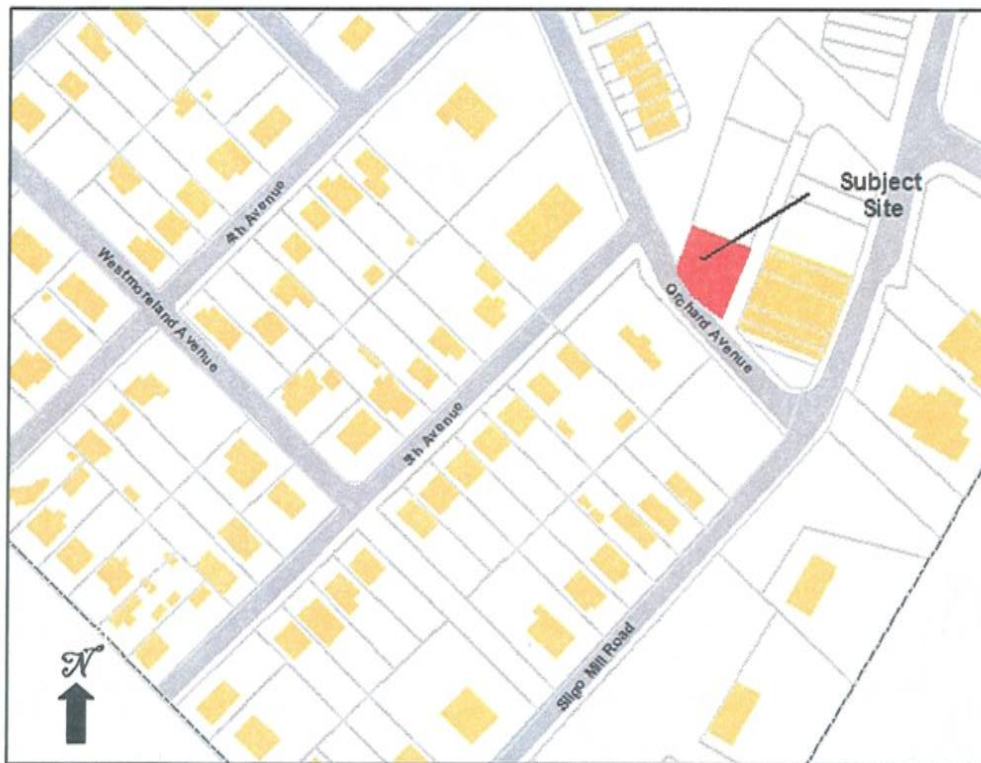 Subject
Site
4th Avenue
Westmoreland Avenue
Orchard Avenue
5th Avenue
Sligo Mill Road
N